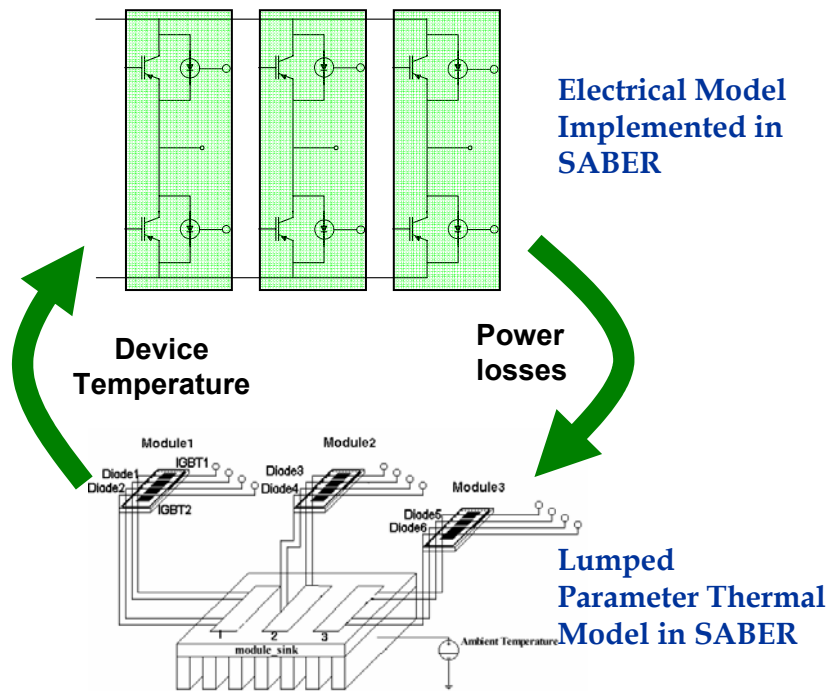 Electrical Model
Implemented in
SABER
Device
Temperature
Power
losses
Module1
Module2
Module3
Diode1
IGBT1
Diode2
IGBT2
Diode3
Diode4
Diode5
Diode6
1
2
3
module_sink
Ambient Temperature
Lumped
Parameter Thermal
Model in SABER